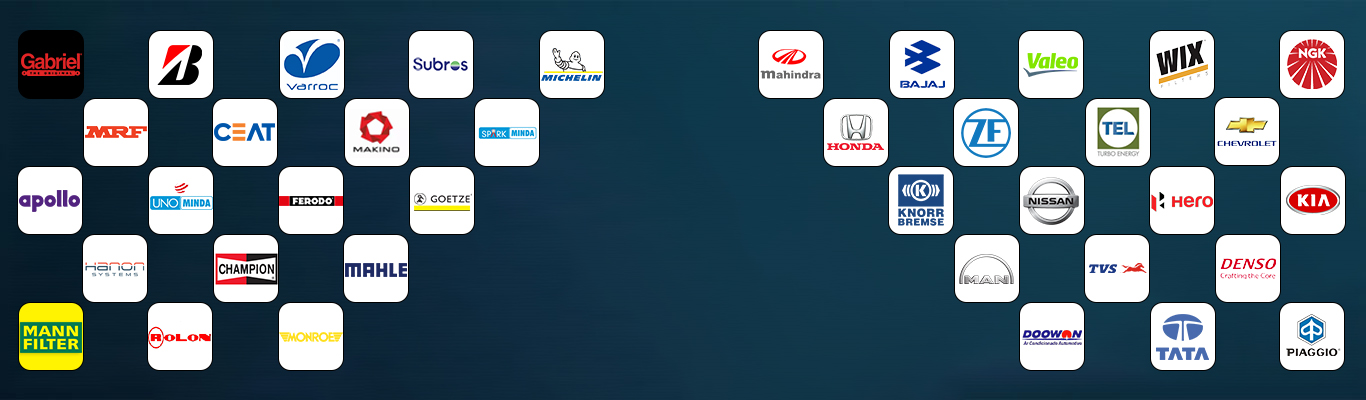 Gabriel
THE ORIGINAL
B
varroc
Subros
MICHELIN
mahindra
BAJAJ
Valeo
WIX
FILTERS
NGK
MRF
CEAT
MAKINO
SPARK MINDA
HONDA
ZF
TEL
TURBO ENERGY
CHEVROLET
apollo
UNO MINDA
FERODO
GOETZE
K
KNORR
BREMSE
NISSAN
Hero
KIA
Hanon
SYSTEMS
CHAMPION
MAHLE
MAN
TVS
DENSO
Crafting the Core
MANN
FILTER
ROLON
MONROE
DOOWON
Ar Condicionado Automotivo
TATA
PIAGGIO